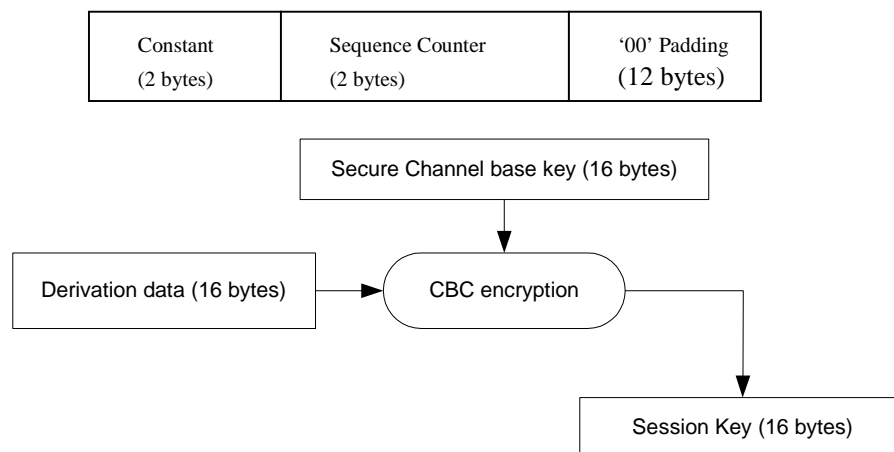 Constant
(2 bytes)
Sequence Counter
(2 bytes)
‘00’ Padding
(12 bytes)
Secure Channel base key (16 bytes)
Derivation data (16 bytes)
CBC encryption
Session Key (16 bytes)